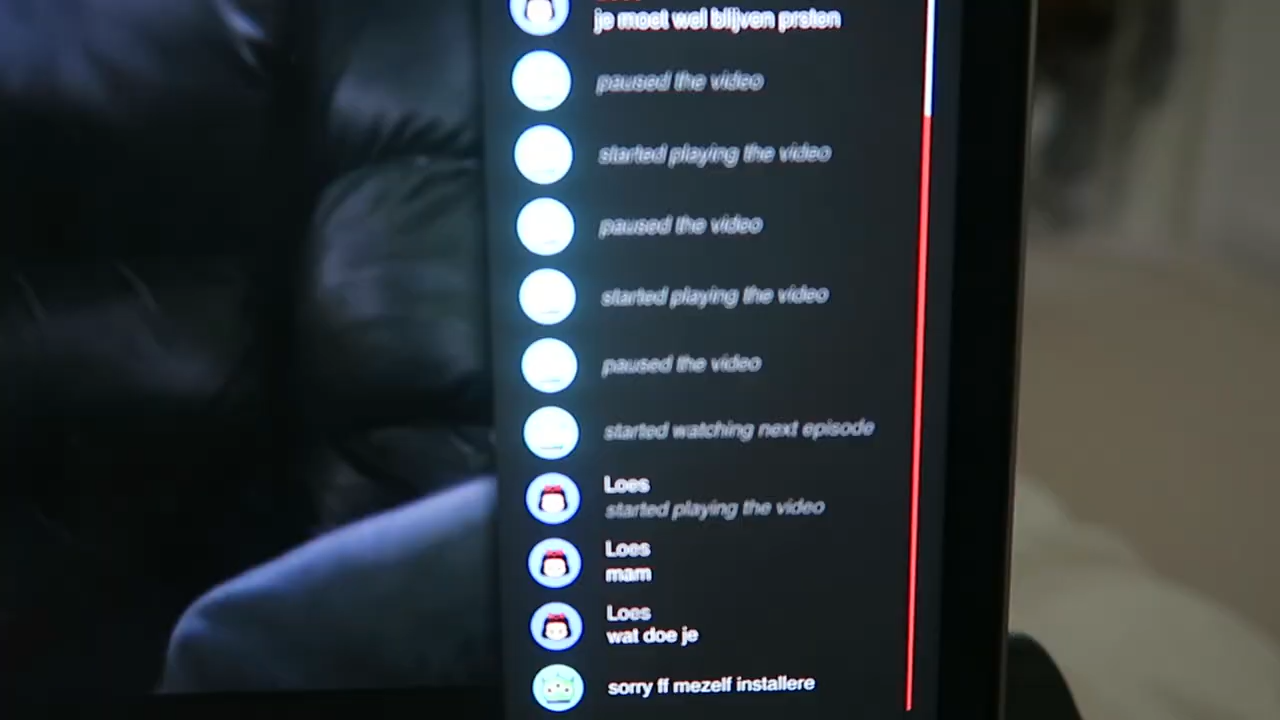 je moet wel blijven prsten
paused the video
started playing the video
paused the video
started playing the video
paused the video
started watching next episode
Loes
started playing the video
Loes
mam
Loes
wat doe je
sorry ff mezelf installere